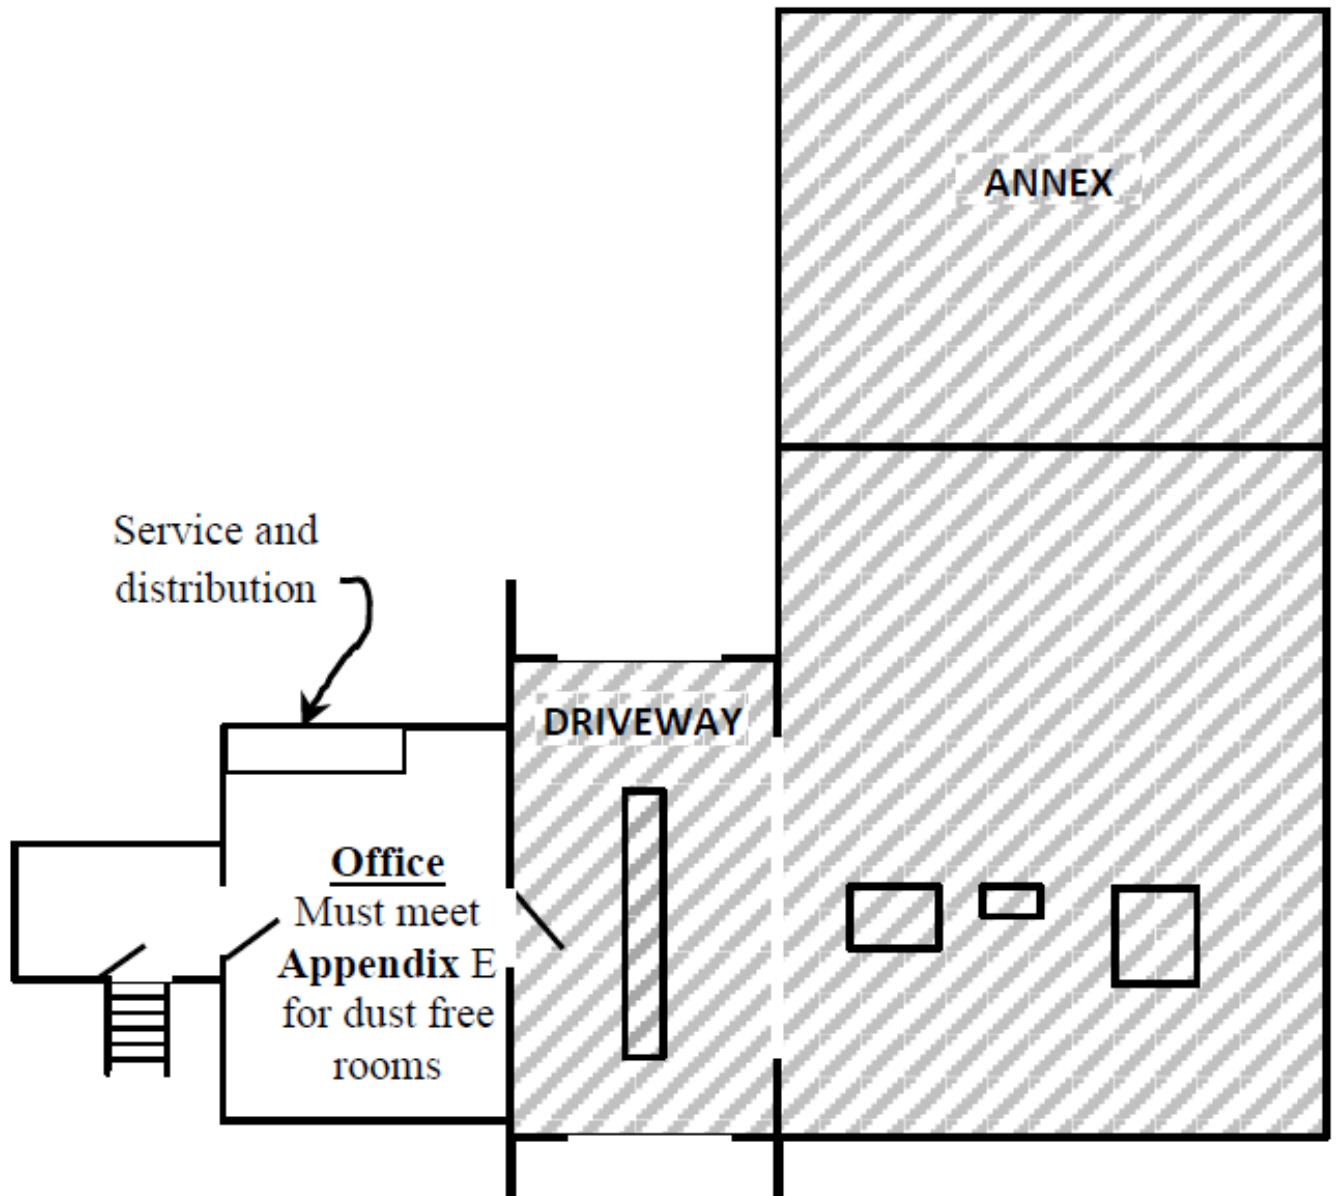 ANNEX
Service and
distribution
DRIVEWAY
Office
Must meet
Appendix E
for dust free
rooms